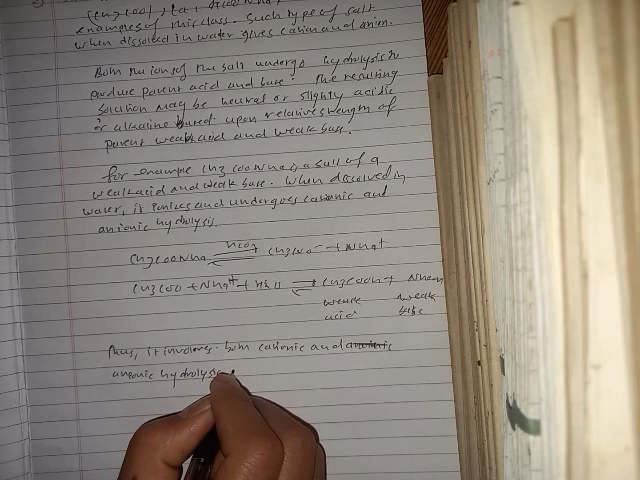 examples of this class. Such type of salt
when dissolved in water gives cation and anion.
Both the ions of the salt undergo hydrolysis to
produce parent acid and base. The resulting
solution may be neutral or slighty acidic
or alkaline based upon relative strength of
parent weak acid and weak base.
for example CH3COONH4 is a salt of a
weak acid and weak base. When dissolved in
water, it ionises and undergoes cationic and
anionic hydrolysis.
CH3COONH4 ⇌ CH3COO⁻ + NH4+
CH3COO + NH4+ + H2O ⇌ CH3COOH + NH4OH
weak weak
acid base
Thus, it involves both cationic and
anionic hydrolysis